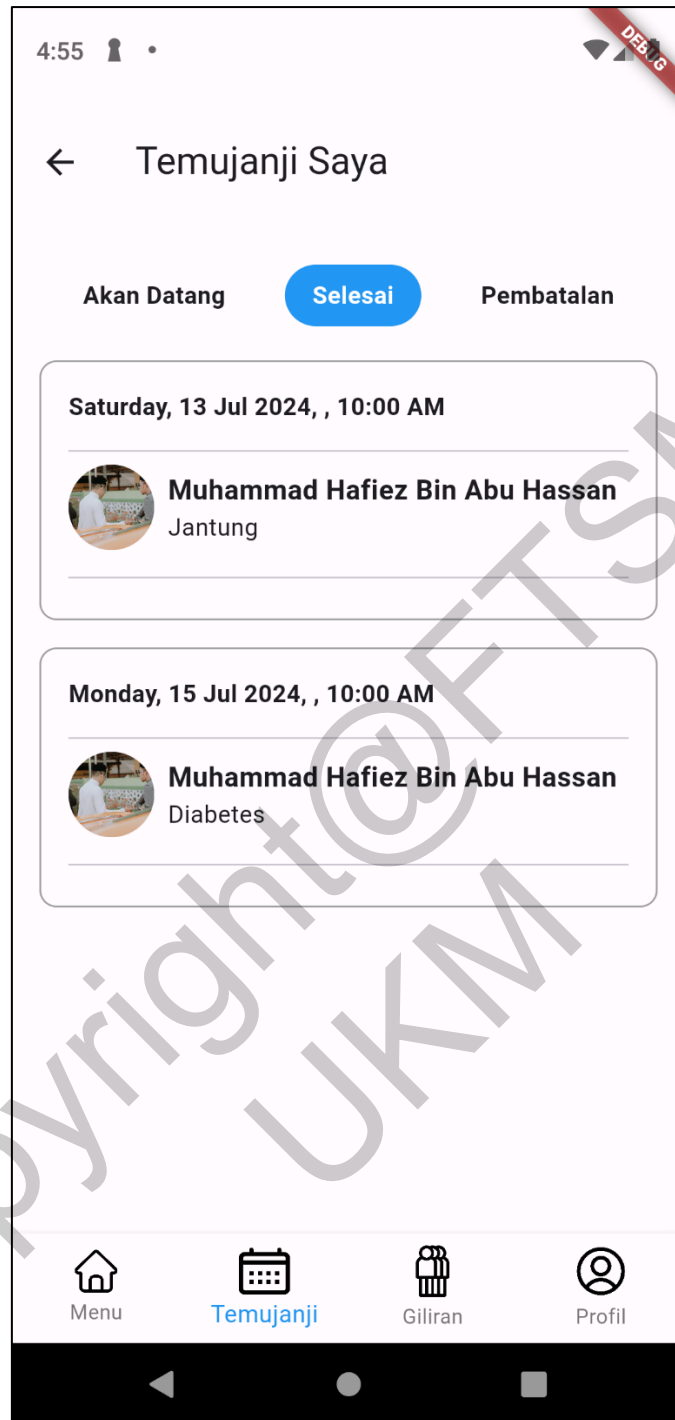 4:55
DEBUG
Temujanji Saya
Akan Datang
Selesai
Pembatalan
Saturday, 13 Jul 2024, , 10:00 AM
Muhammad Hafiez Bin Abu Hassan
Jantung
Monday, 15 Jul 2024, , 10:00 AM
Muhammad Hafiez Bin Abu Hassan
Diabetes
Menu
Temujanji
Giliran
Profil
pyright@FTSM
UKM